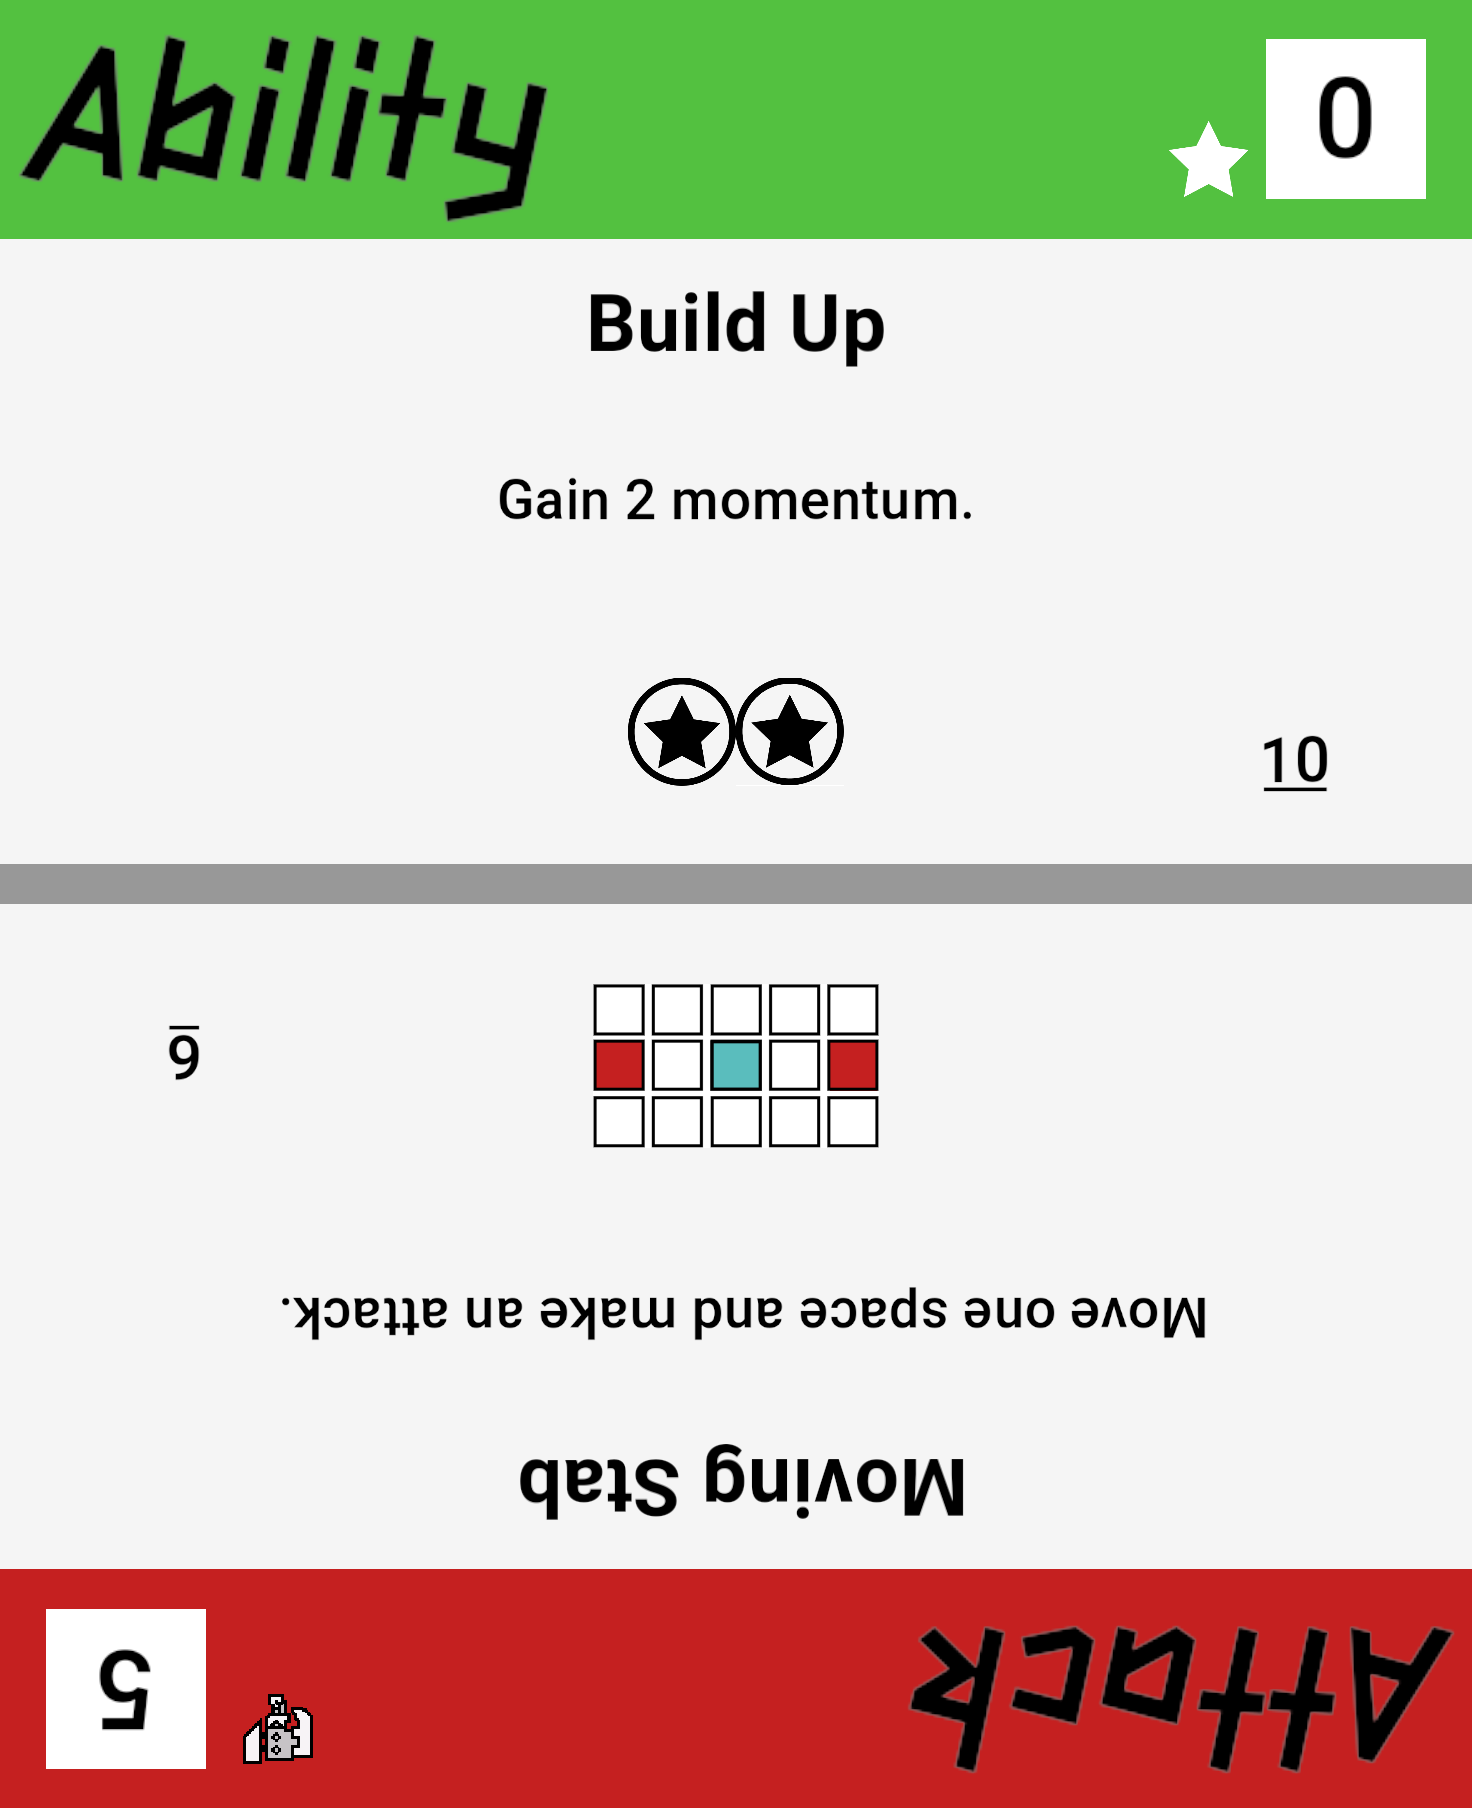 Ability
0
Build Up
Gain 2 momentum.
10
Attack
5
Moving Stab
Move one space and make an attack.
6